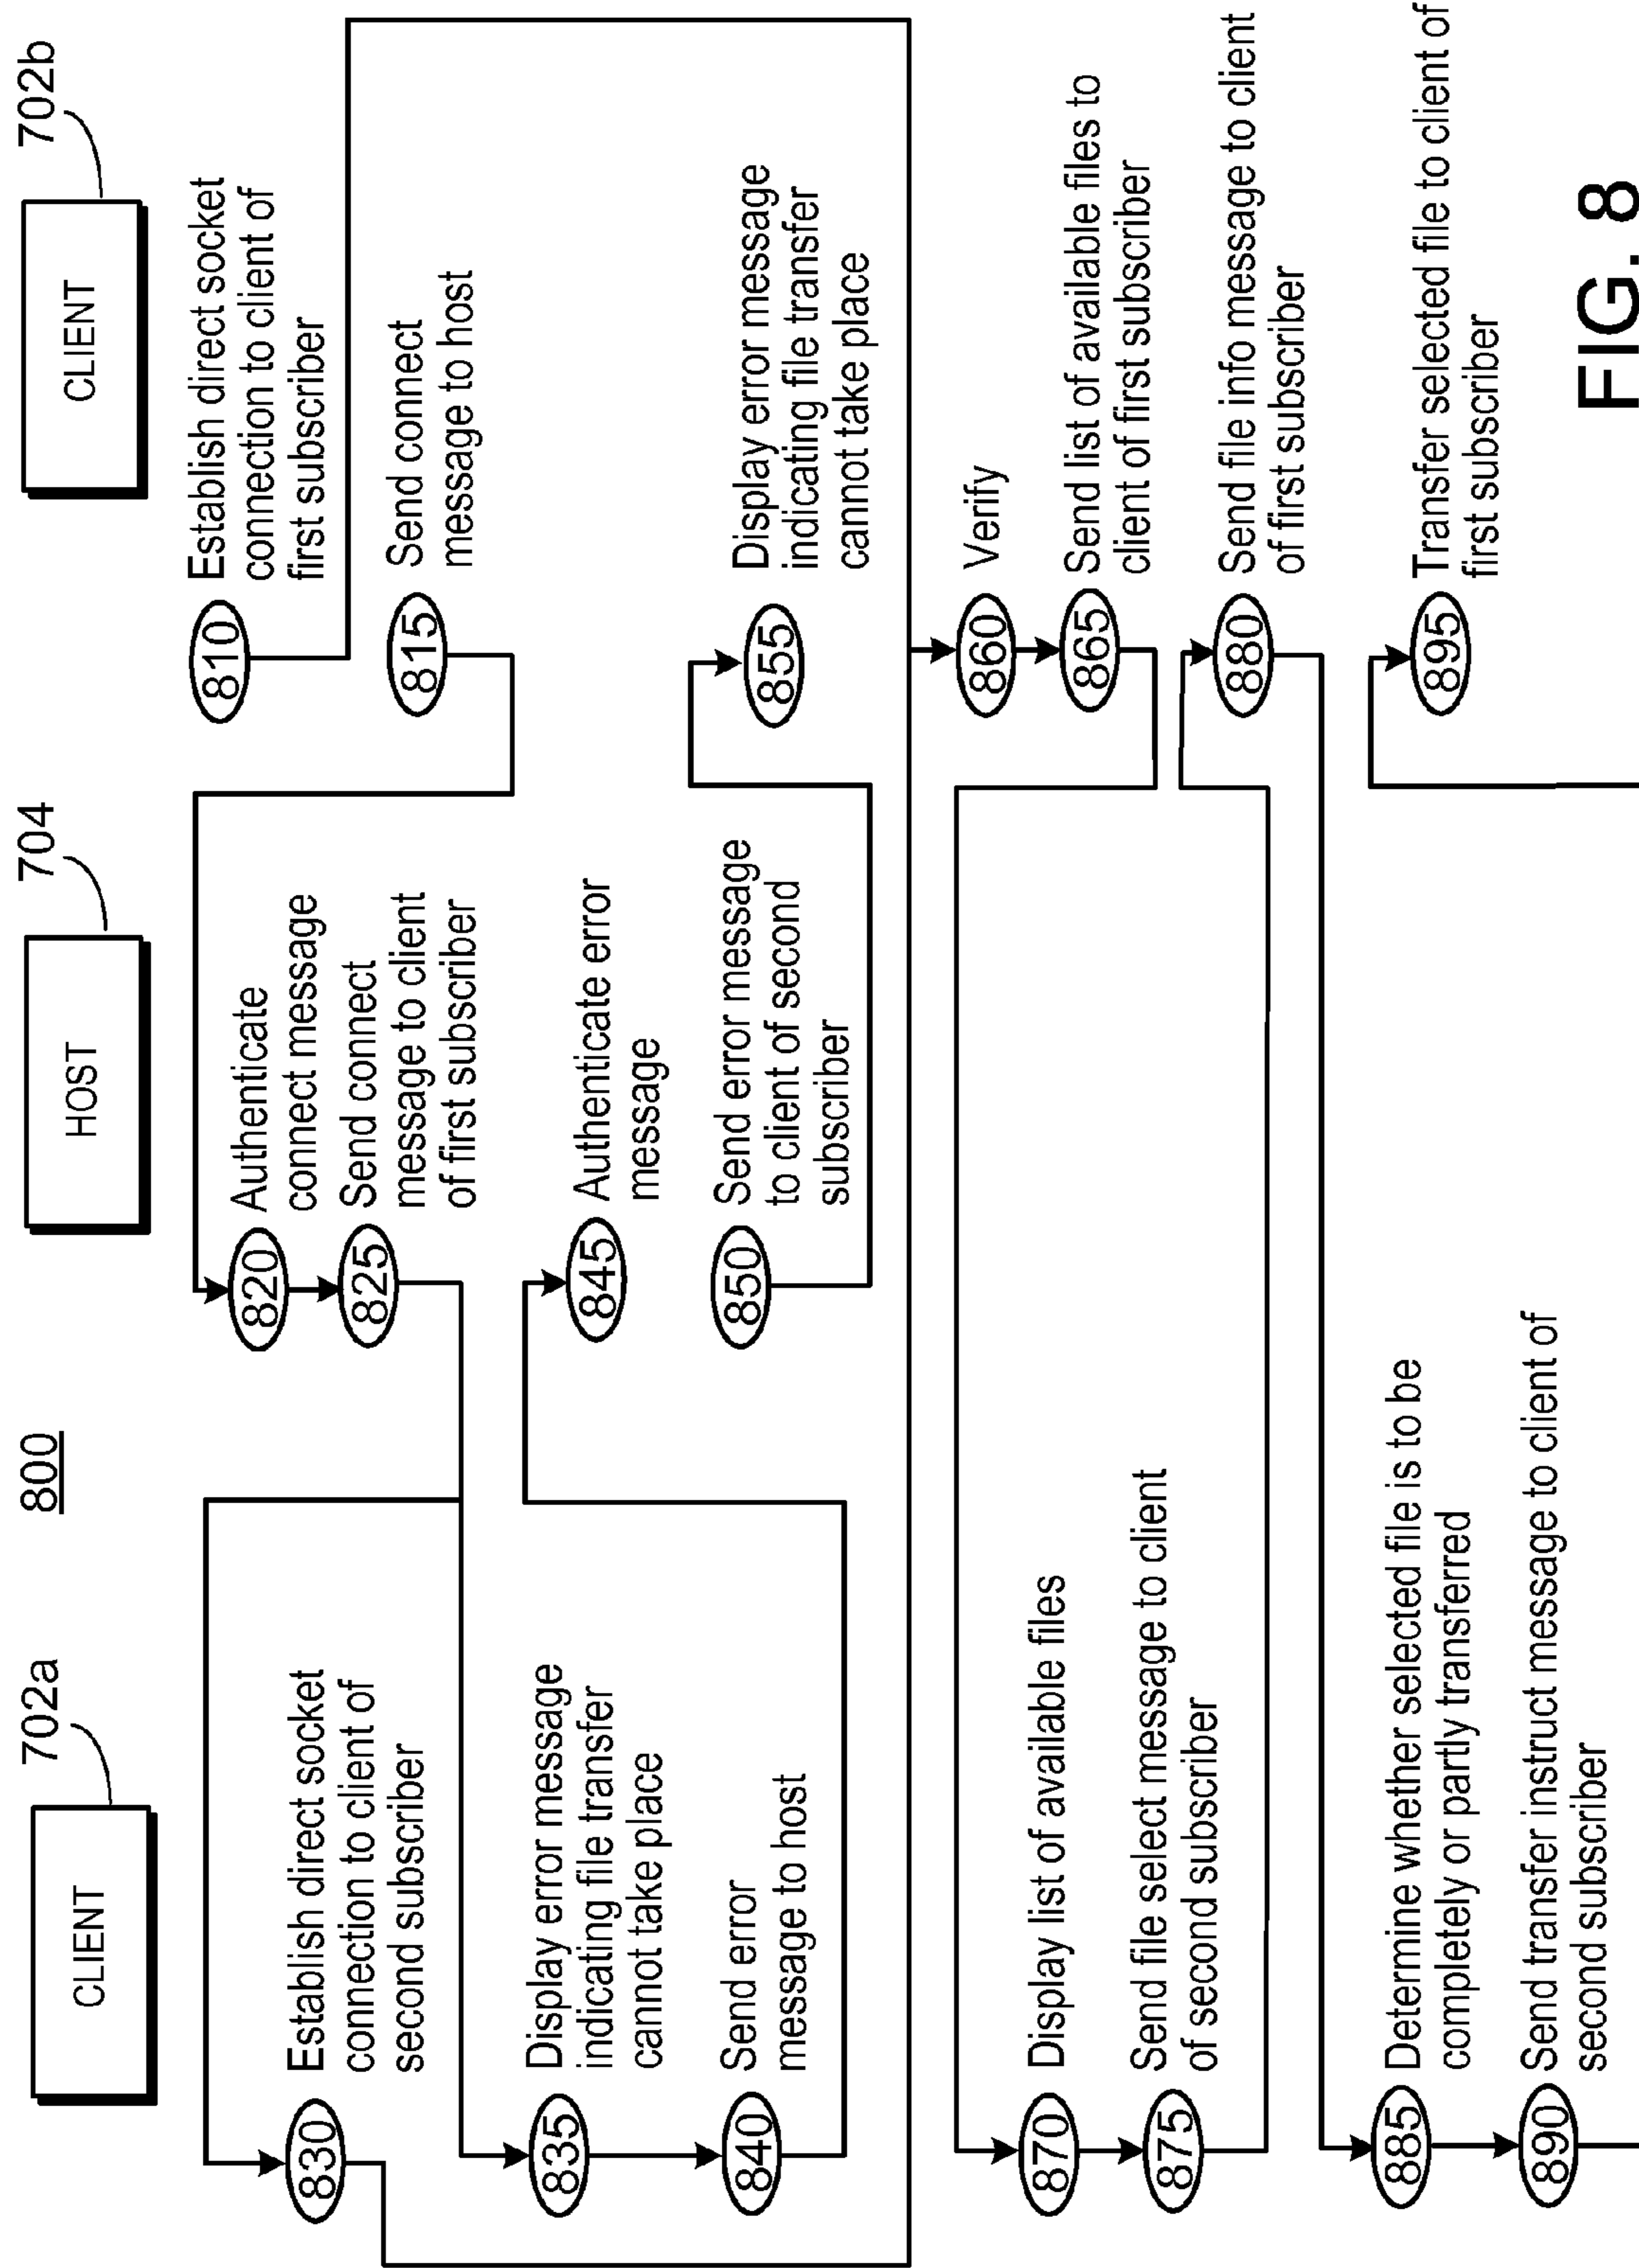 800
702a
704
702b
CLIENT
HOST
CLIENT
810
Establish direct socket
connection to client of
first subscriber
815
Send connect
message to host
820
Authenticate
connect message
825
Send connect
message to client
of first subscriber
830
Establish direct socket
connection to client of
second subscriber
835
Display error message
indicating file transfer
cannot take place
840
Send error
message to host
845
Authenticate error
message
850
Send error message
to client of second
subscriber
855
Display error message
indicating file transfer
cannot take place
860
Verify
865
Send list of available files to
client of first subscriber
870
Display list of available files
875
Send file select message to client
of second subscriber
880
Send file info message to client
of first subscriber
885
Determine whether selected file is to be
completely or partly transferred
890
Send transfer instruct message to client of
second subscriber
895
Transfer selected file to client of
first subscriber
FIG. 8